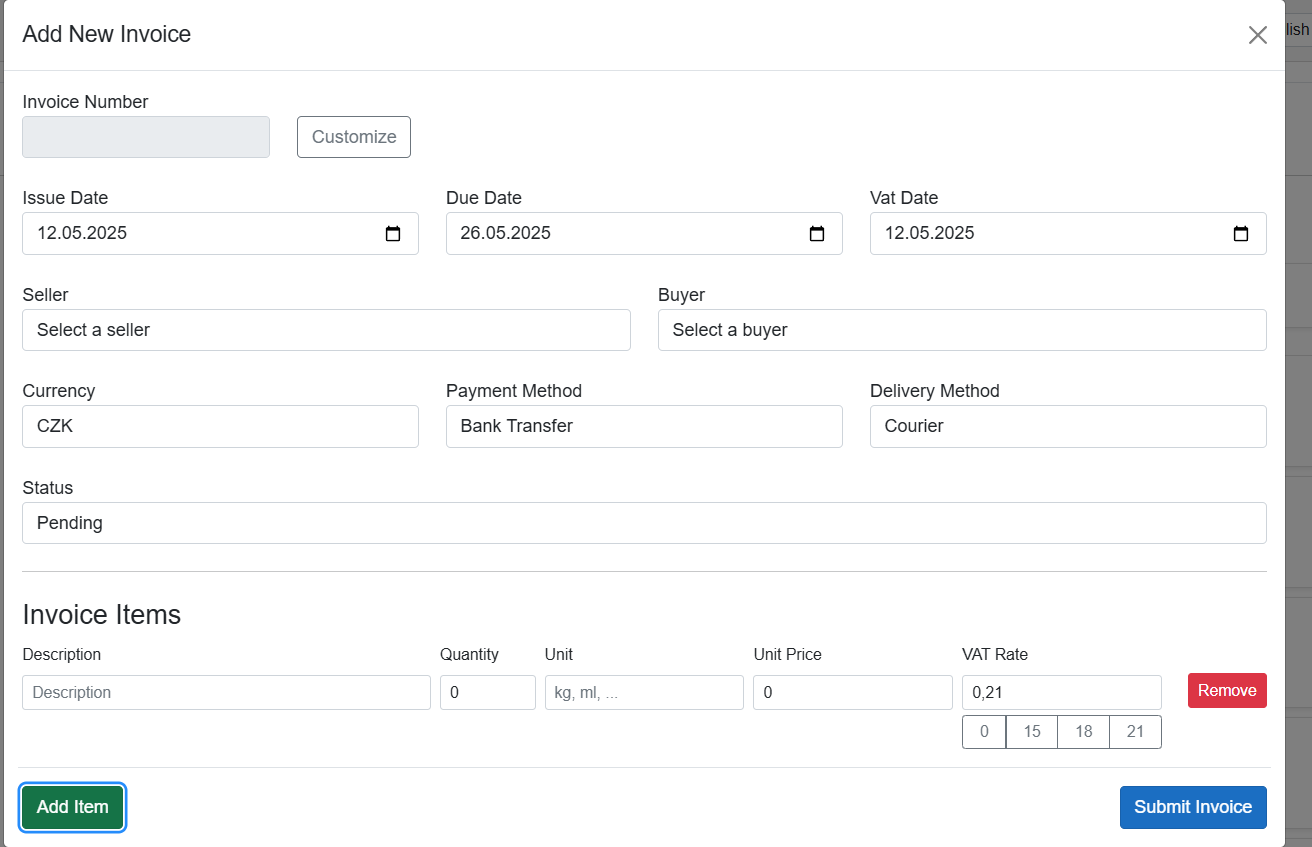 Add New Invoice
lish
Invoice Number
Customize
Issue Date Due Date Vat Date
12.05.2025 26.05.2025 12.05.2025
Seller Buyer
Select a seller Select a buyer
Currency Payment Method Delivery Method
CZK Bank Transfer Courier
Status
Pending
Invoice Items
Description Quantity Unit Unit Price VAT Rate
Description 0 kg, ml, ... 0 0,21 Remove
0 15 18 21
Add Item Submit Invoice